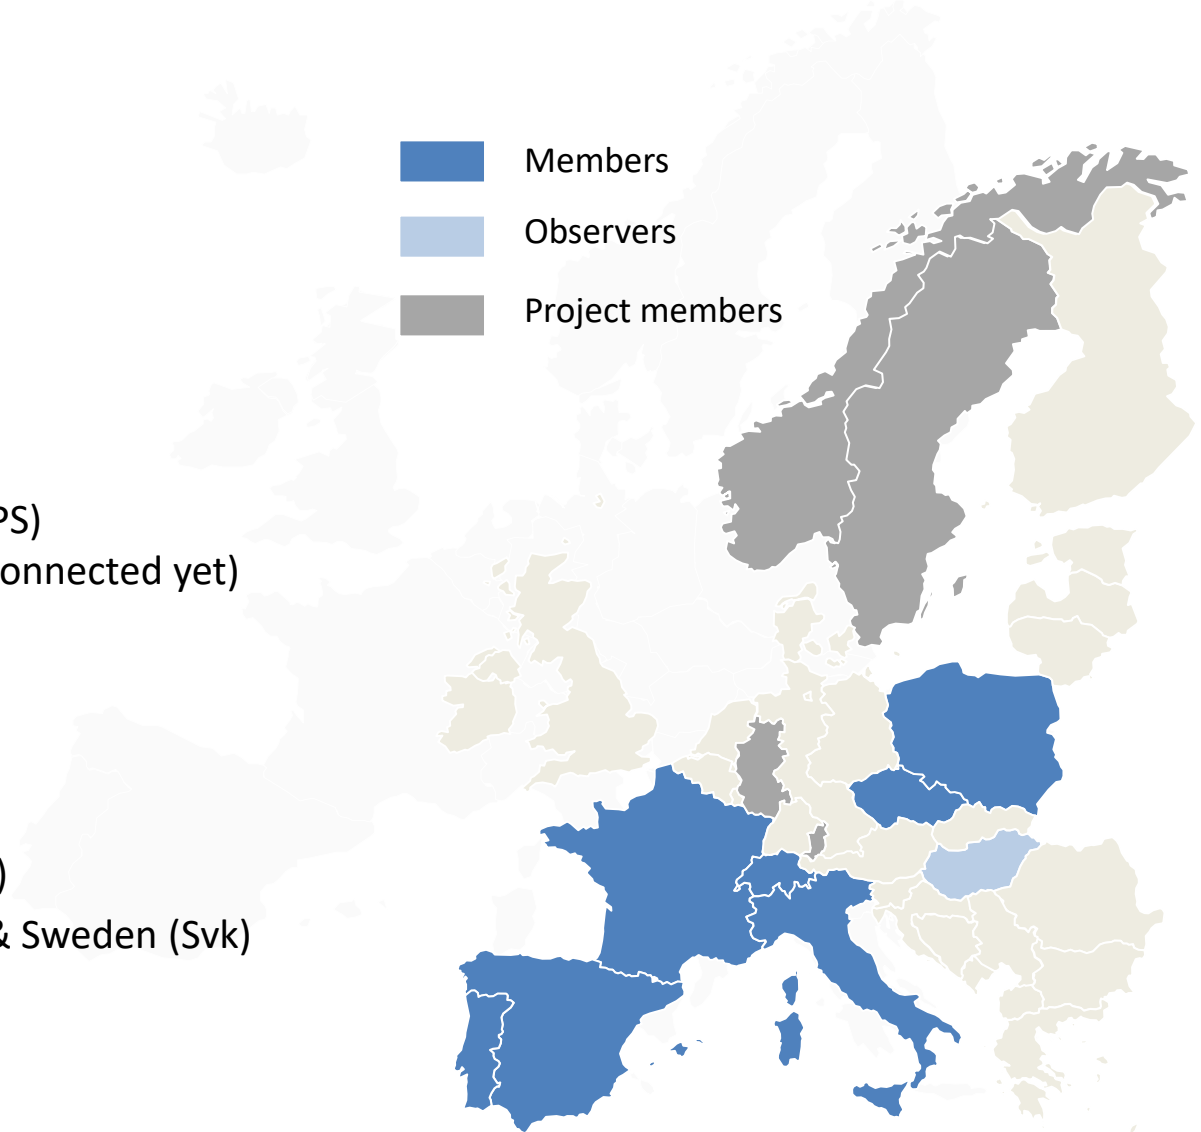 Members
Observers
Project members
PS)
onnected yet)
)
& Sweden (Svk)